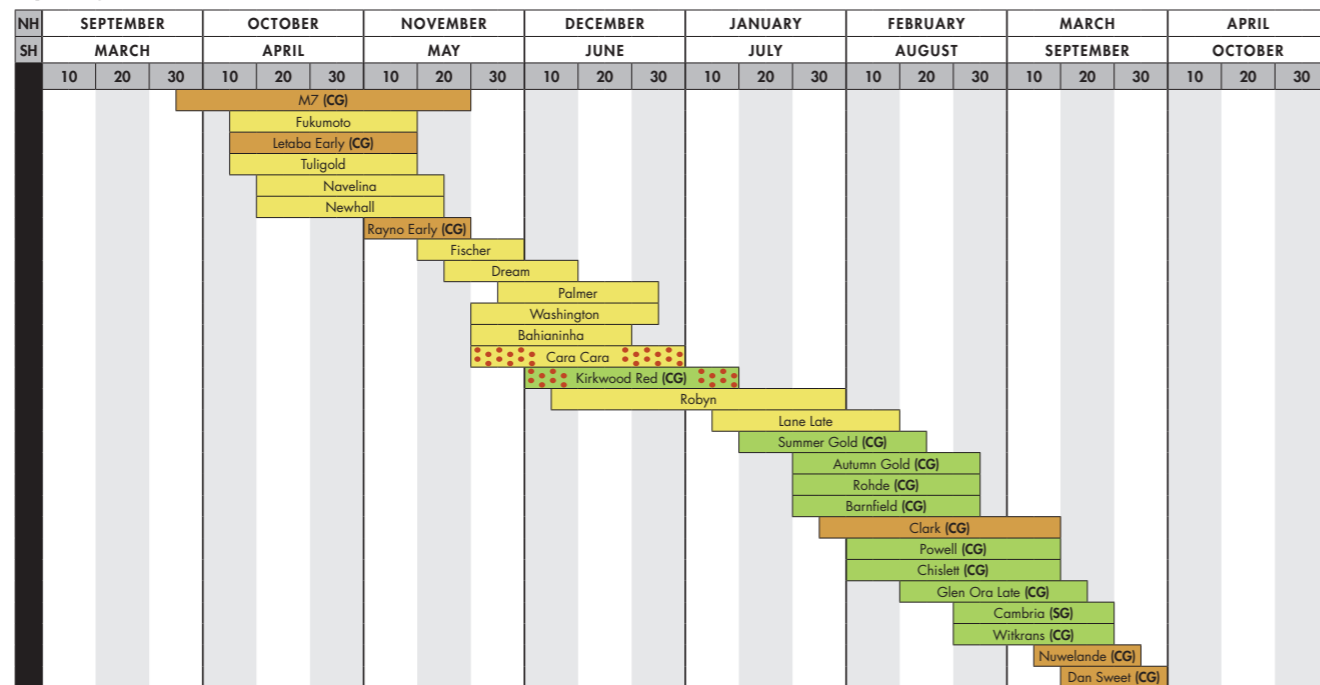 NH SEPTEMBER OCTOBER NOVEMBER DECEMBER JANUARY FEBRUARY MARCH APRIL
SH MARCH APRIL MAY JUNE JULY AUGUST SEPTEMBER OCTOBER
10 20 30 10 20 30 10 20 30 10 20 30 10 20 30 10 20 30 10 20 30 10 20 30
M7 (CG)
Fukumoto
Letaba Early (CG)
Tuligold
Navelina
Newhall
Rayno Early (CG)
Fischer
Dream
Palmer
Washington
Bahianinha
Cara Cara
Kirkwood Red (CG)
Robyn
Lane Late
Summer Gold (CG)
Autumn Gold (CG)
Rohde (CG)
Barnfield (CG)
Clark (CG)
Powell (CG)
Chislett (CG)
Glen Ora Late (CG)
Cambria (SG)
Witkrans (CG)
Nuwelande (CG)
Dan Sweet (CG)